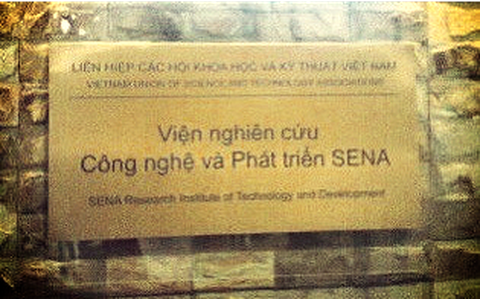 LIÊN HIỆP CÁC HỘI KHOA HỌC VÀ KỸ THUẬT VIỆT NAM
VIETNAM UNION OF SCIENCE AND TECHNOLOGY ASSOCIATIONS
Viện nghiên cứu
Công nghệ và Phát triển SENA
SENA Research Institute of Technology and Development